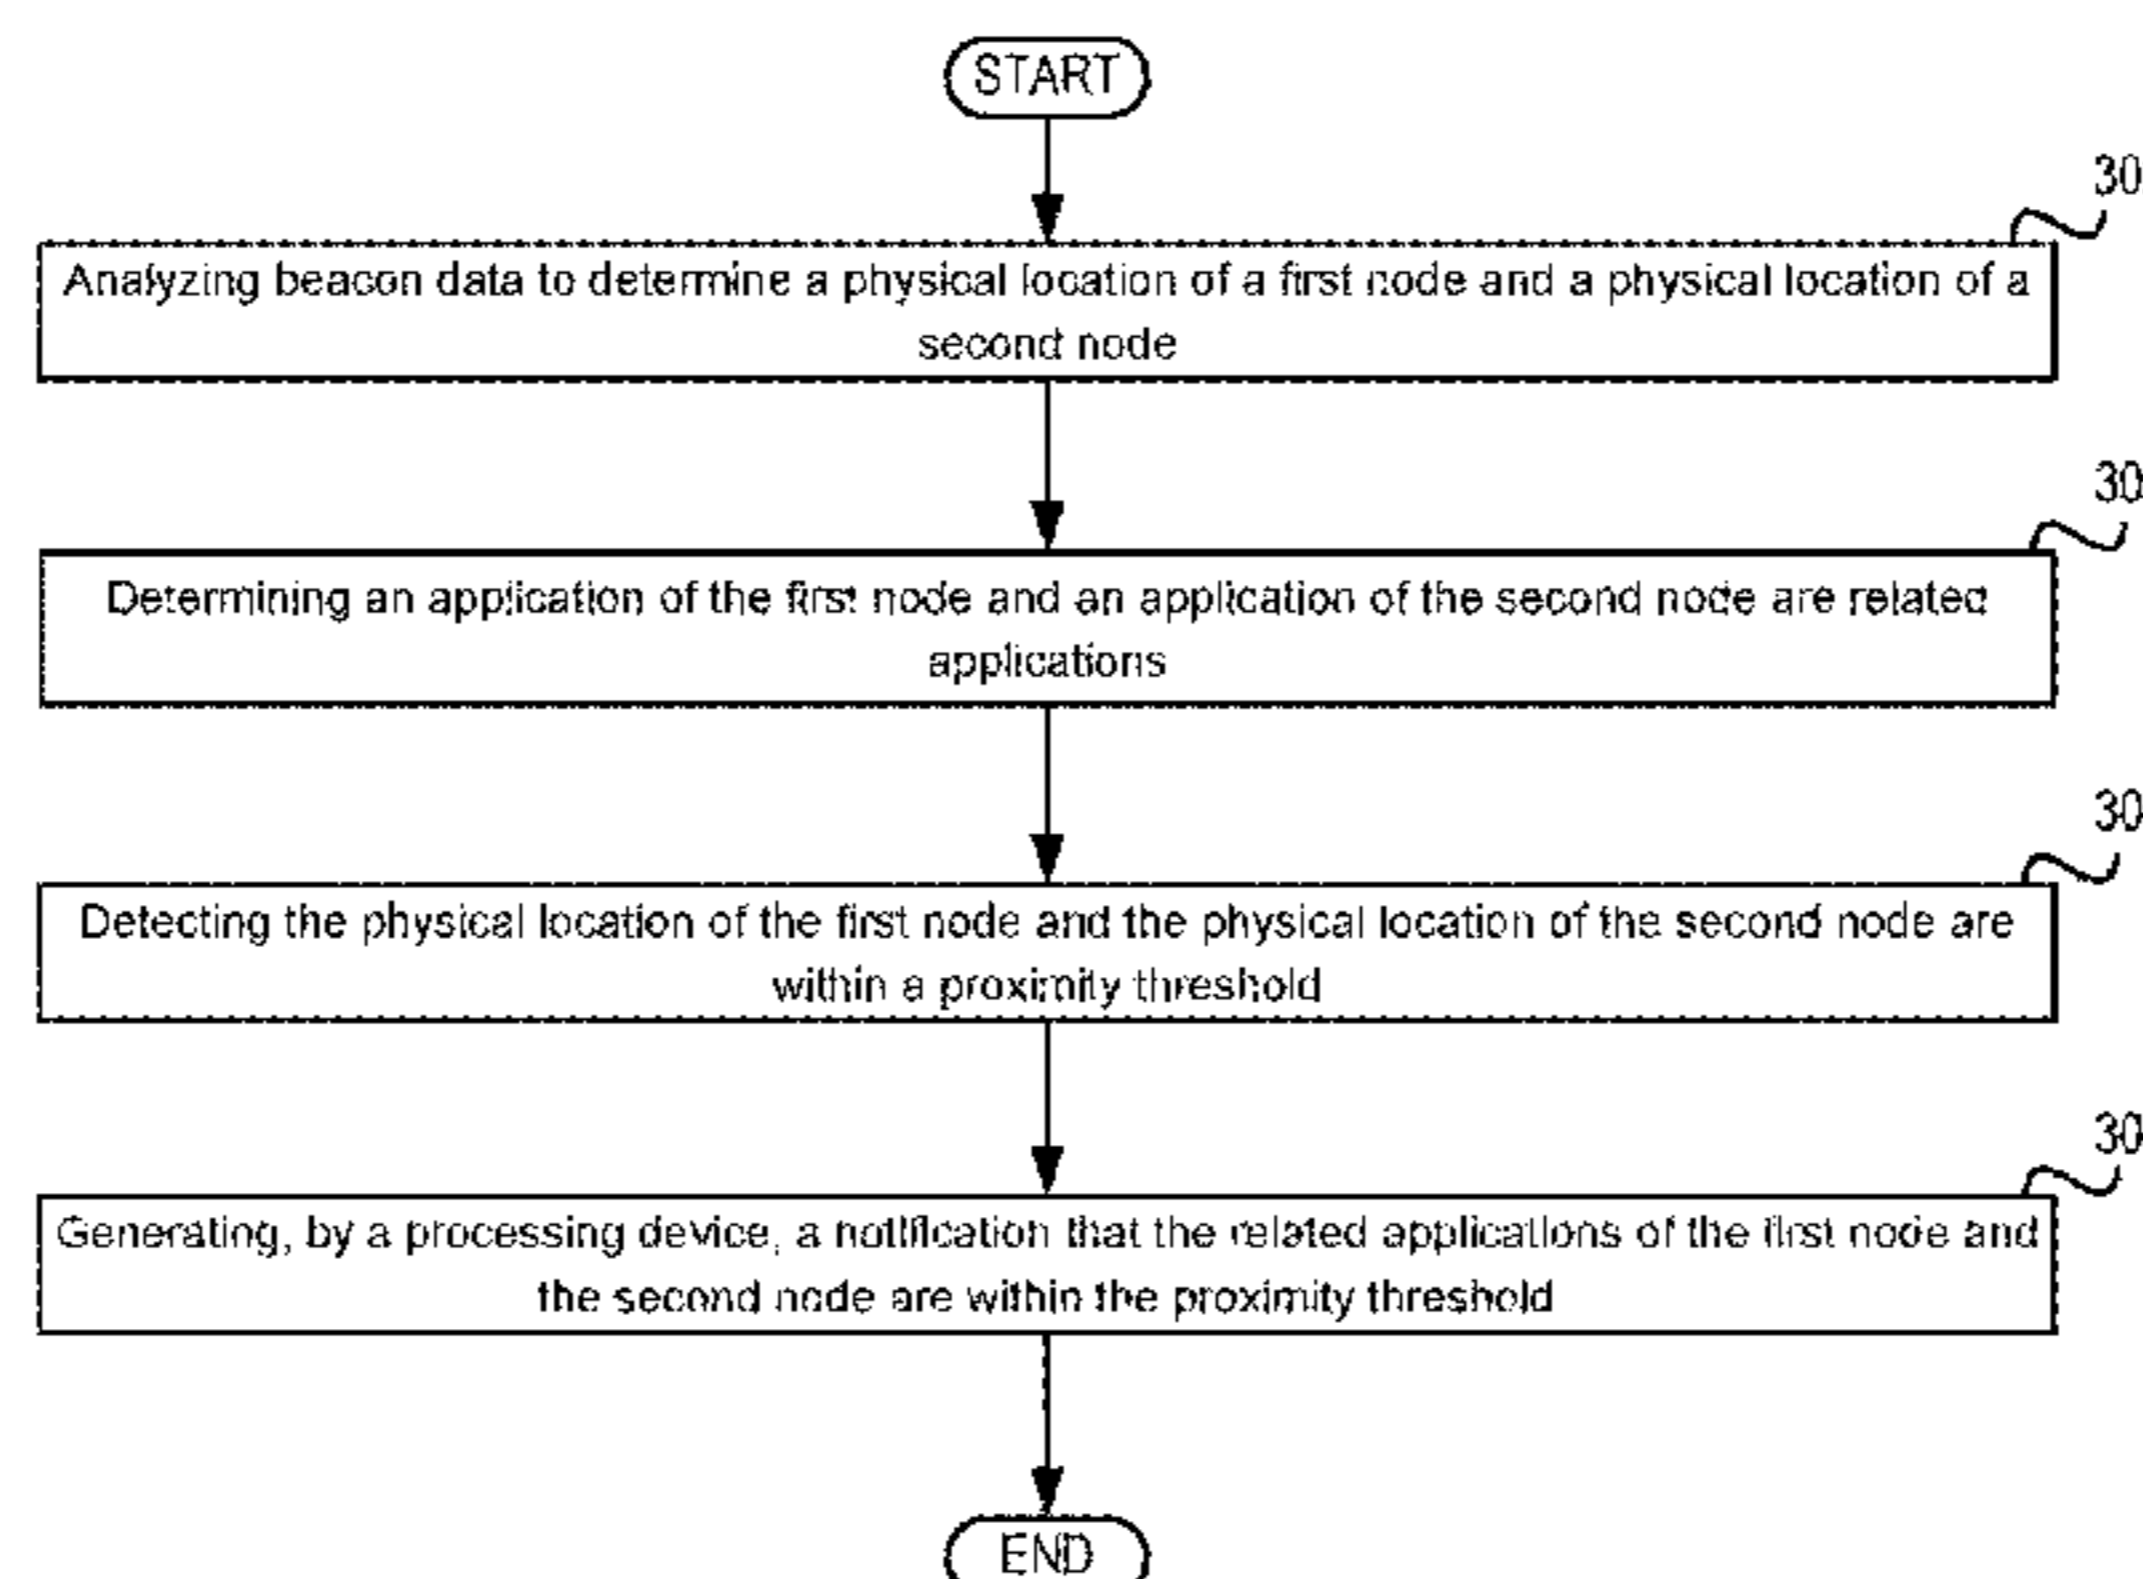 START
30
Analyzing beacon data to determine a physical location of a first node and a physical location of a
second node
30
Determining an application of the first node and an application of the second node are related
applications
30
Detecting the physical location of the first node and the physical location of the second node are
within a proximity threshold
30
Generating, by a processing device, a notification that the related applications of the first node and
the second node are within the proximity threshold
END